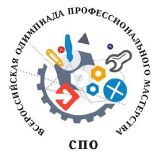 ВСЕРОССИЙСКАЯ ОЛИМПИАДА ПРОФЕССИОНАЛЬНОГО МАСТЕРСТВА
СПО